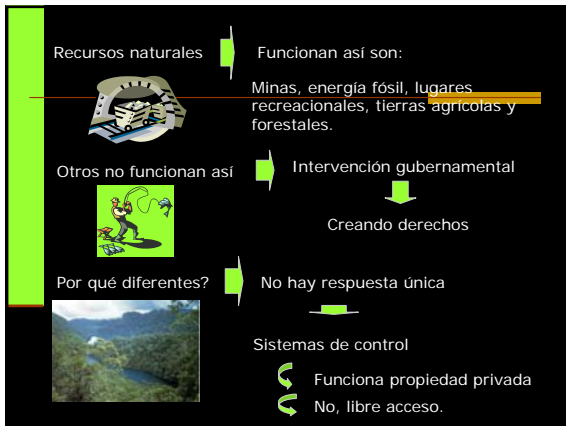 Recursos naturales
Funcionan así son:
Minas, energía fósil, lugares
recreacionales, tierras agrícolas y
forestales.
Otros no funcionan así
Intervención gubernamental
Creando derechos
Por qué diferentes?
No hay respuesta única
Sistemas de control
Funciona propiedad privada
No, libre acceso.